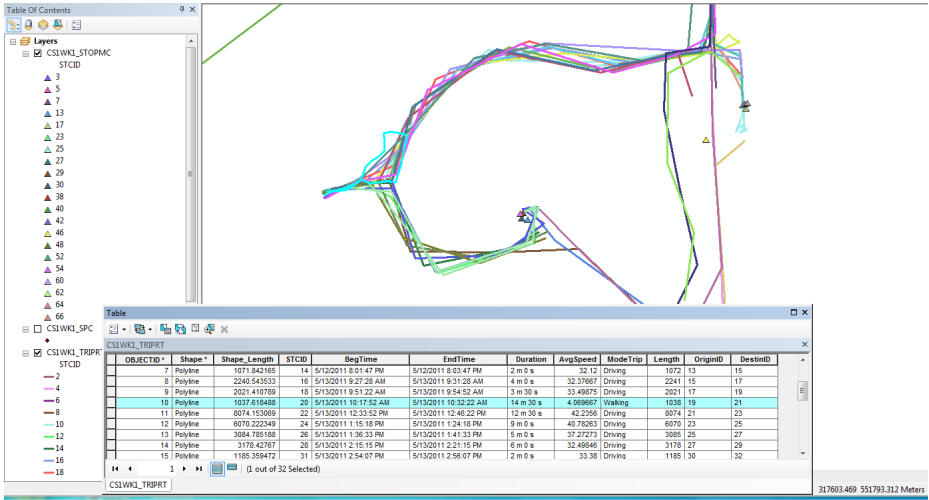 Table Of Contents
Layers
CS1WK1_STOPMC
STCID
3
5
7
13
17
23
25
27
29
30
38
40
42
46
48
52
54
60
62
64
66
CS1WK1_SPC
CS1WK1_TRIPRT
STCID
2
4
6
8
10
12
14
16
18
Table
CS1WK1_TRIPRT
OBJECTID * Shape * Shape_Length STCID BegTime EndTime Duration AvgSpeed ModeTrip Length OriginID DestinID
7 Polyline 1071.842165 14 5/12/2011 8:01:47 PM 5/12/2011 8:03:47 PM 2 m 0 s 32.12 Driving 1072 13 15
8 Polyline 2240.543533 16 5/13/2011 9:27:28 AM 5/13/2011 9:31:28 AM 4 m 0 s 32.37667 Driving 2241 15 17
9 Polyline 2021.410789 18 5/13/2011 9:51:22 AM 5/13/2011 9:54:52 AM 3 m 30 s 33.49875 Driving 2021 17 19
10 Polyline 1037.618488 20 5/13/2011 10:17:52 AM 5/13/2011 10:32:22 AM 14 m 30 s 4.069667 Walking 1038 19 21
11 Polyline 8074.153069 22 5/13/2011 12:33:52 PM 5/13/2011 12:46:22 PM 12 m 30 s 42.2356 Driving 8074 21 23
12 Polyline 6070.222349 24 5/13/2011 1:15:18 PM 5/13/2011 1:24:18 PM 9 m 0 s 40.78263 Driving 6070 23 25
13 Polyline 3084.785188 26 5/13/2011 1:36:33 PM 5/13/2011 1:41:33 PM 5 m 0 s 37.27273 Driving 3085 25 27
14 Polyline 3178.42767 28 5/13/2011 2:15:15 PM 5/13/2011 2:21:15 PM 6 m 0 s 32.49846 Driving 3178 27 29
15 Polyline 1185.359472 31 5/13/2011 2:54:07 PM 5/13/2011 2:56:07 PM 2 m 0 s 33.38 Driving 1185 30 32
1 (1 out of 32 Selected)
CS1WK1_TRIPRT
317603.469 551793.312 Meters